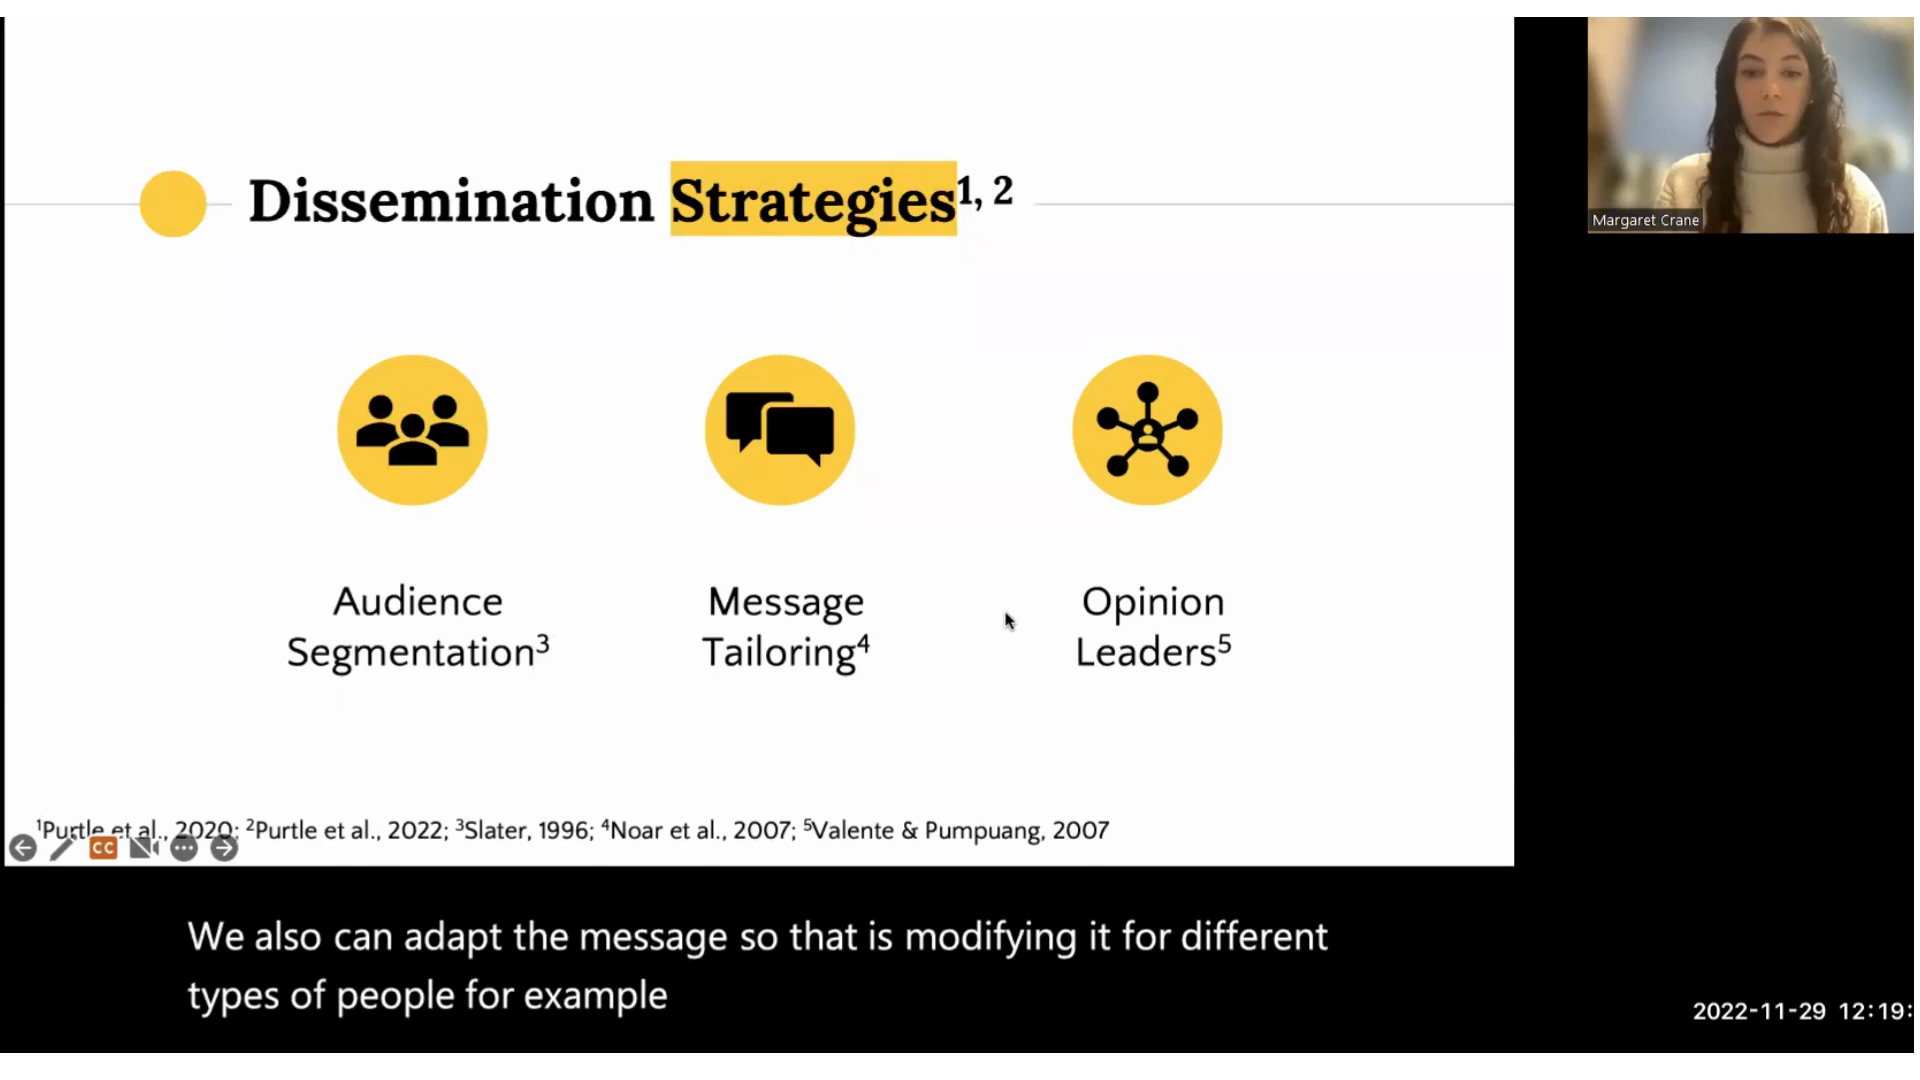 Dissemination Strategies¹, ²
Margaret Crane
Audience
Segmentation³
Message
Tailoring⁴
Opinion
Leaders⁵
¹Purtle et al., 2020; ²Purtle et al., 2022; ³Slater, 1996; ⁴Noar et al., 2007; ⁵Valente & Pumpuang, 2007
CC
We also can adapt the message so that is modifying it for different
types of people for example
2022-11-29 12:19: